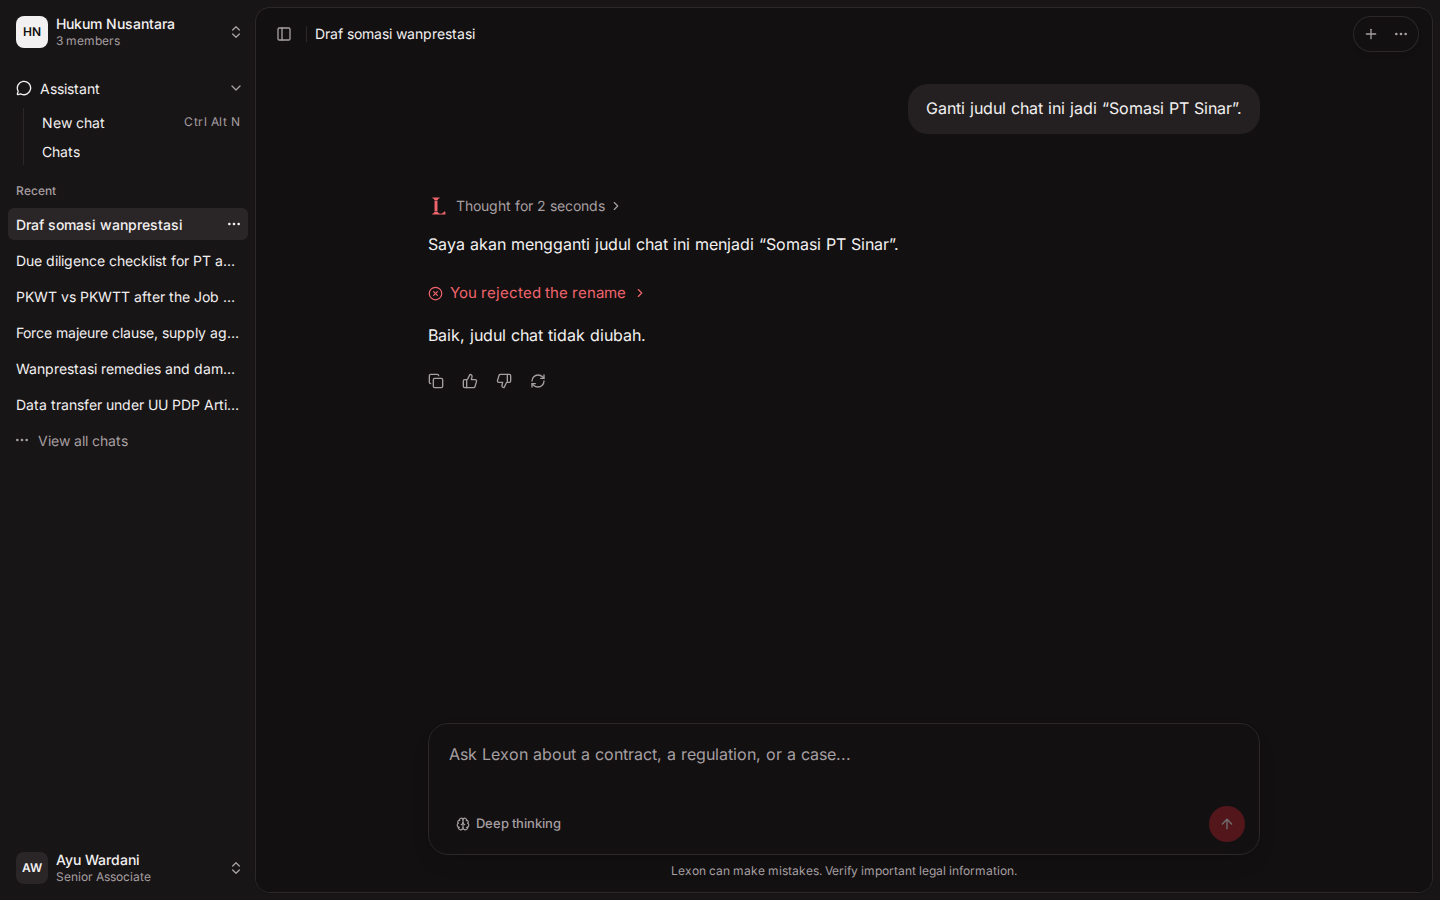 HN
Hukum Nusantara
3 members
Assistant
New chat
Ctrl Alt N
Chats
Recent
Draf somasi wanprestasi
Due diligence checklist for PT a...
PKWT vs PKWTT after the Job ...
Force majeure clause, supply ag...
Wanprestasi remedies and dam...
Data transfer under UU PDP Arti...
View all chats
AW
Ayu Wardani
Senior Associate
Draf somasi wanprestasi
Ganti judul chat ini jadi “Somasi PT Sinar”.
L Thought for 2 seconds
Saya akan mengganti judul chat ini menjadi “Somasi PT Sinar”.
You rejected the rename
Baik, judul chat tidak diubah.
Ask Lexon about a contract, a regulation, or a case...
Deep thinking
Lexon can make mistakes. Verify important legal information.